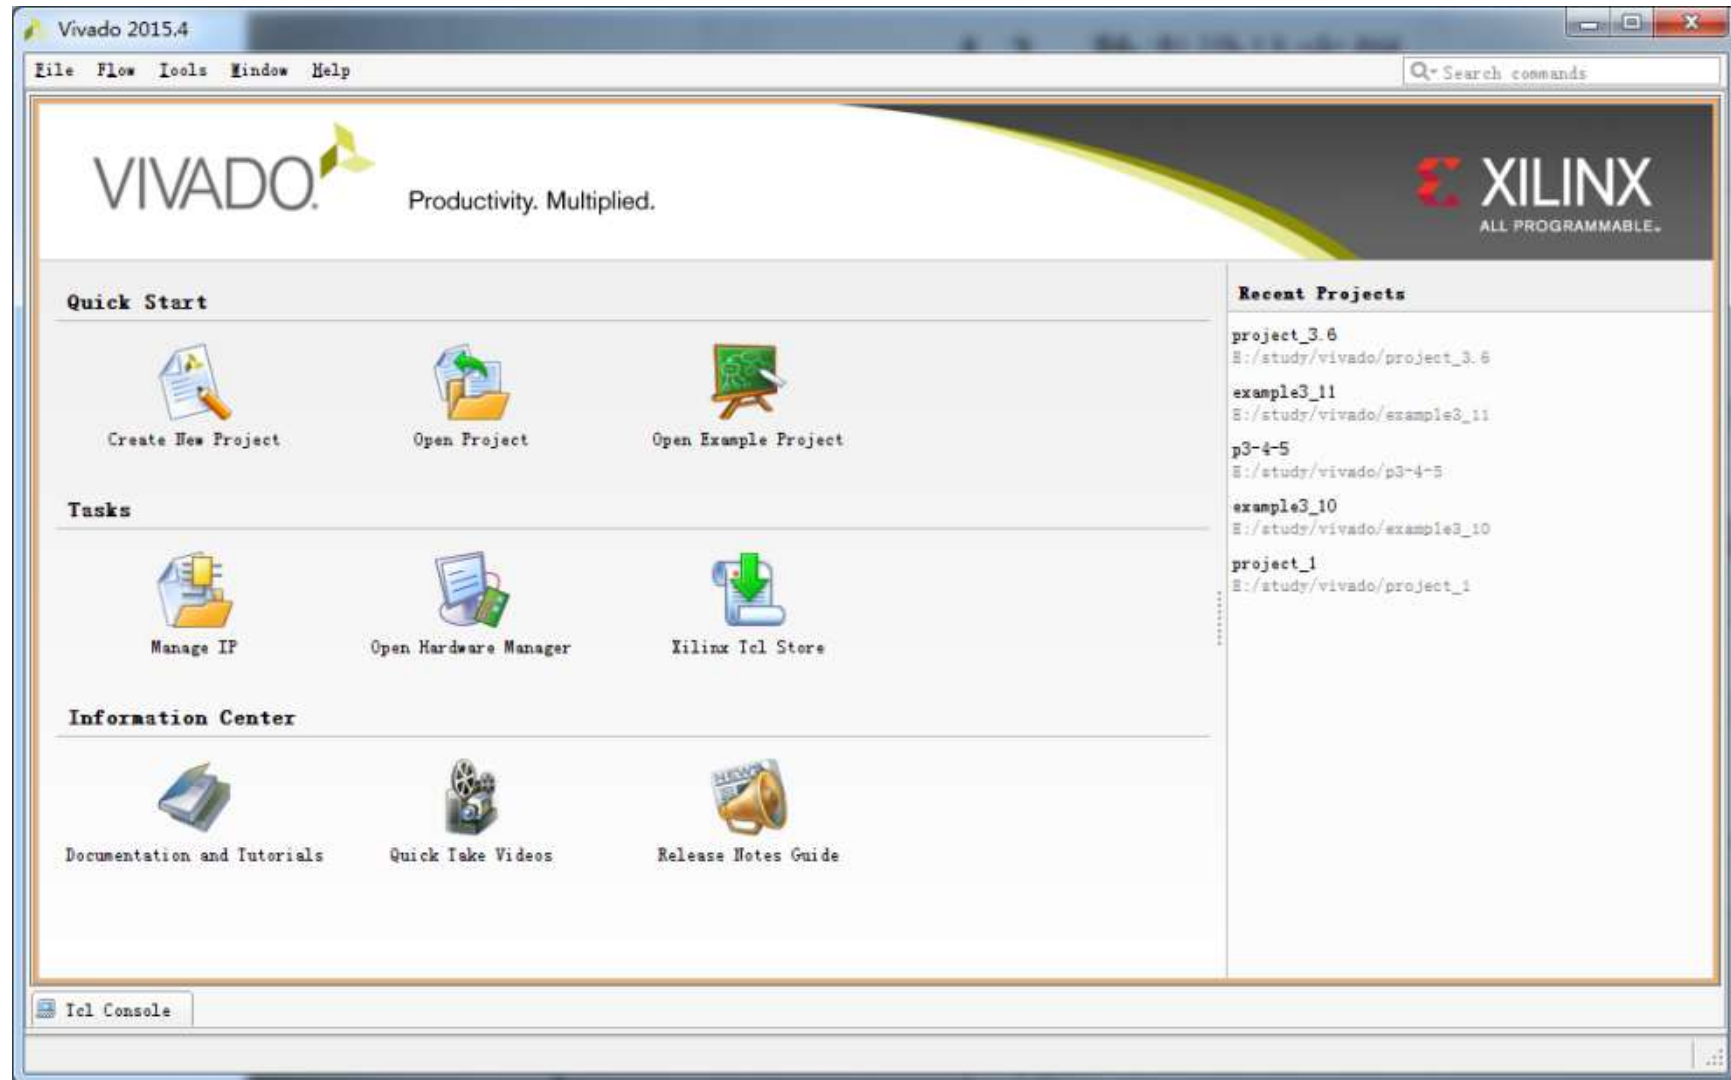 Vivado 2015.4
File Flow Tools Window Help
Search commands
VIVADO.
Productivity. Multiplied.
XILINX
ALL PROGRAMMABLE.
Quick Start
Create New Project
Open Project
Open Example Project
Tasks
Manage IP
Open Hardware Manager
Xilinx Tcl Store
Information Center
Documentation and Tutorials
Quick Take Videos
NEWS
Release Notes Guide
Recent Projects
project_3.6
E:/study/vivado/project_3.6
example3_11
E:/study/vivado/example3_11
p3-4-5
E:/study/vivado/p3-4-5
example3_10
E:/study/vivado/example3_10
project_1
E:/study/vivado/project_1
Tcl Console